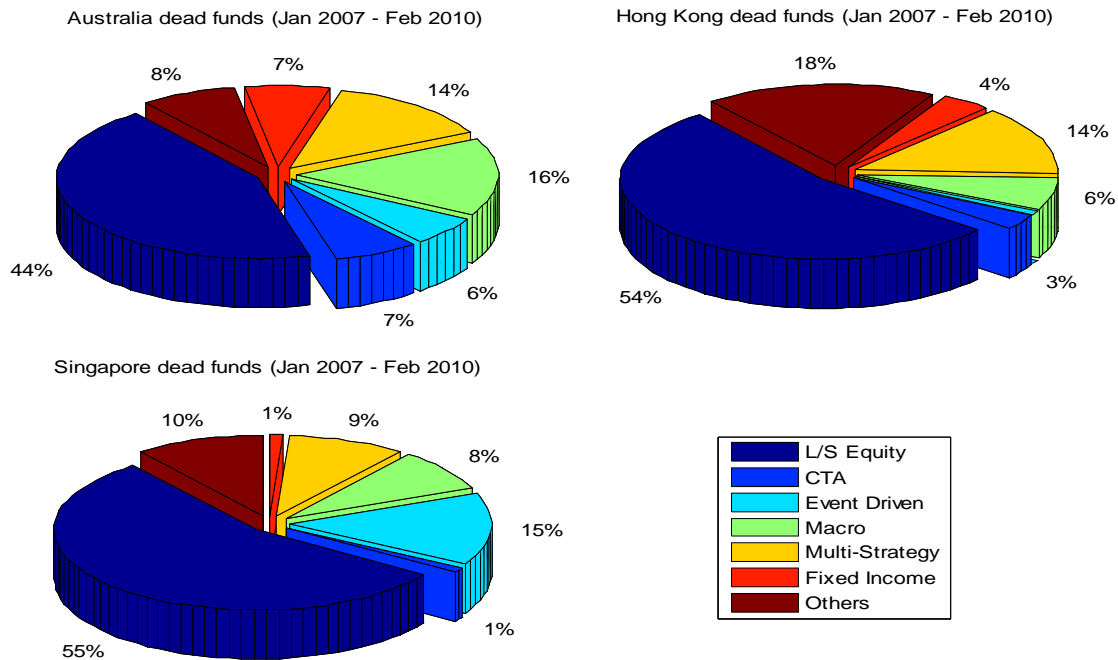 Australia dead funds (Jan 2007 - Feb 2010)
8%
7%
14%
16%
6%
7%
44%
Hong Kong dead funds (Jan 2007 - Feb 2010)
18%
4%
14%
6%
3%
54%
Singapore dead funds (Jan 2007 - Feb 2010)
10%
1%
9%
8%
15%
1%
55%
L/S Equity
CTA
Event Driven
Macro
Multi-Strategy
Fixed Income
Others